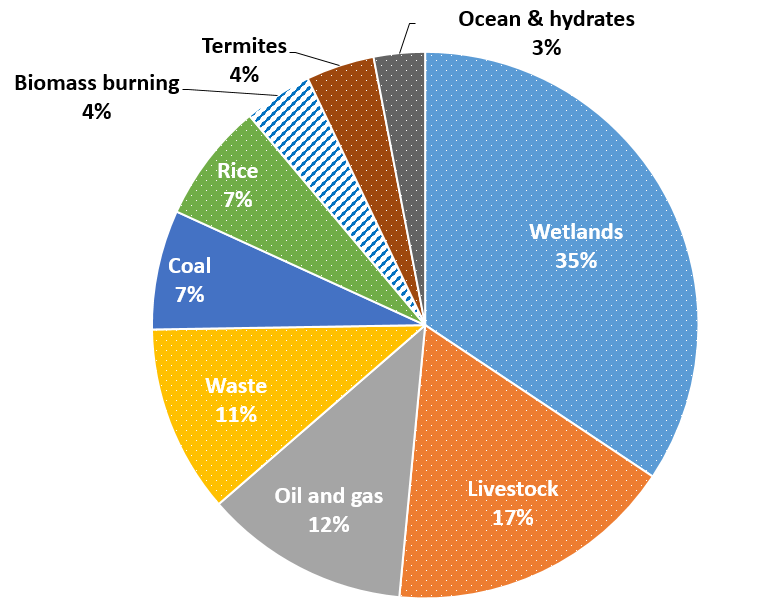 Ocean & hydrates
3%
Termites
4%
Biomass burning
4%
Rice
7%
Wetlands
35%
Coal
7%
Waste
11%
Livestock
17%
Oil and gas
12%